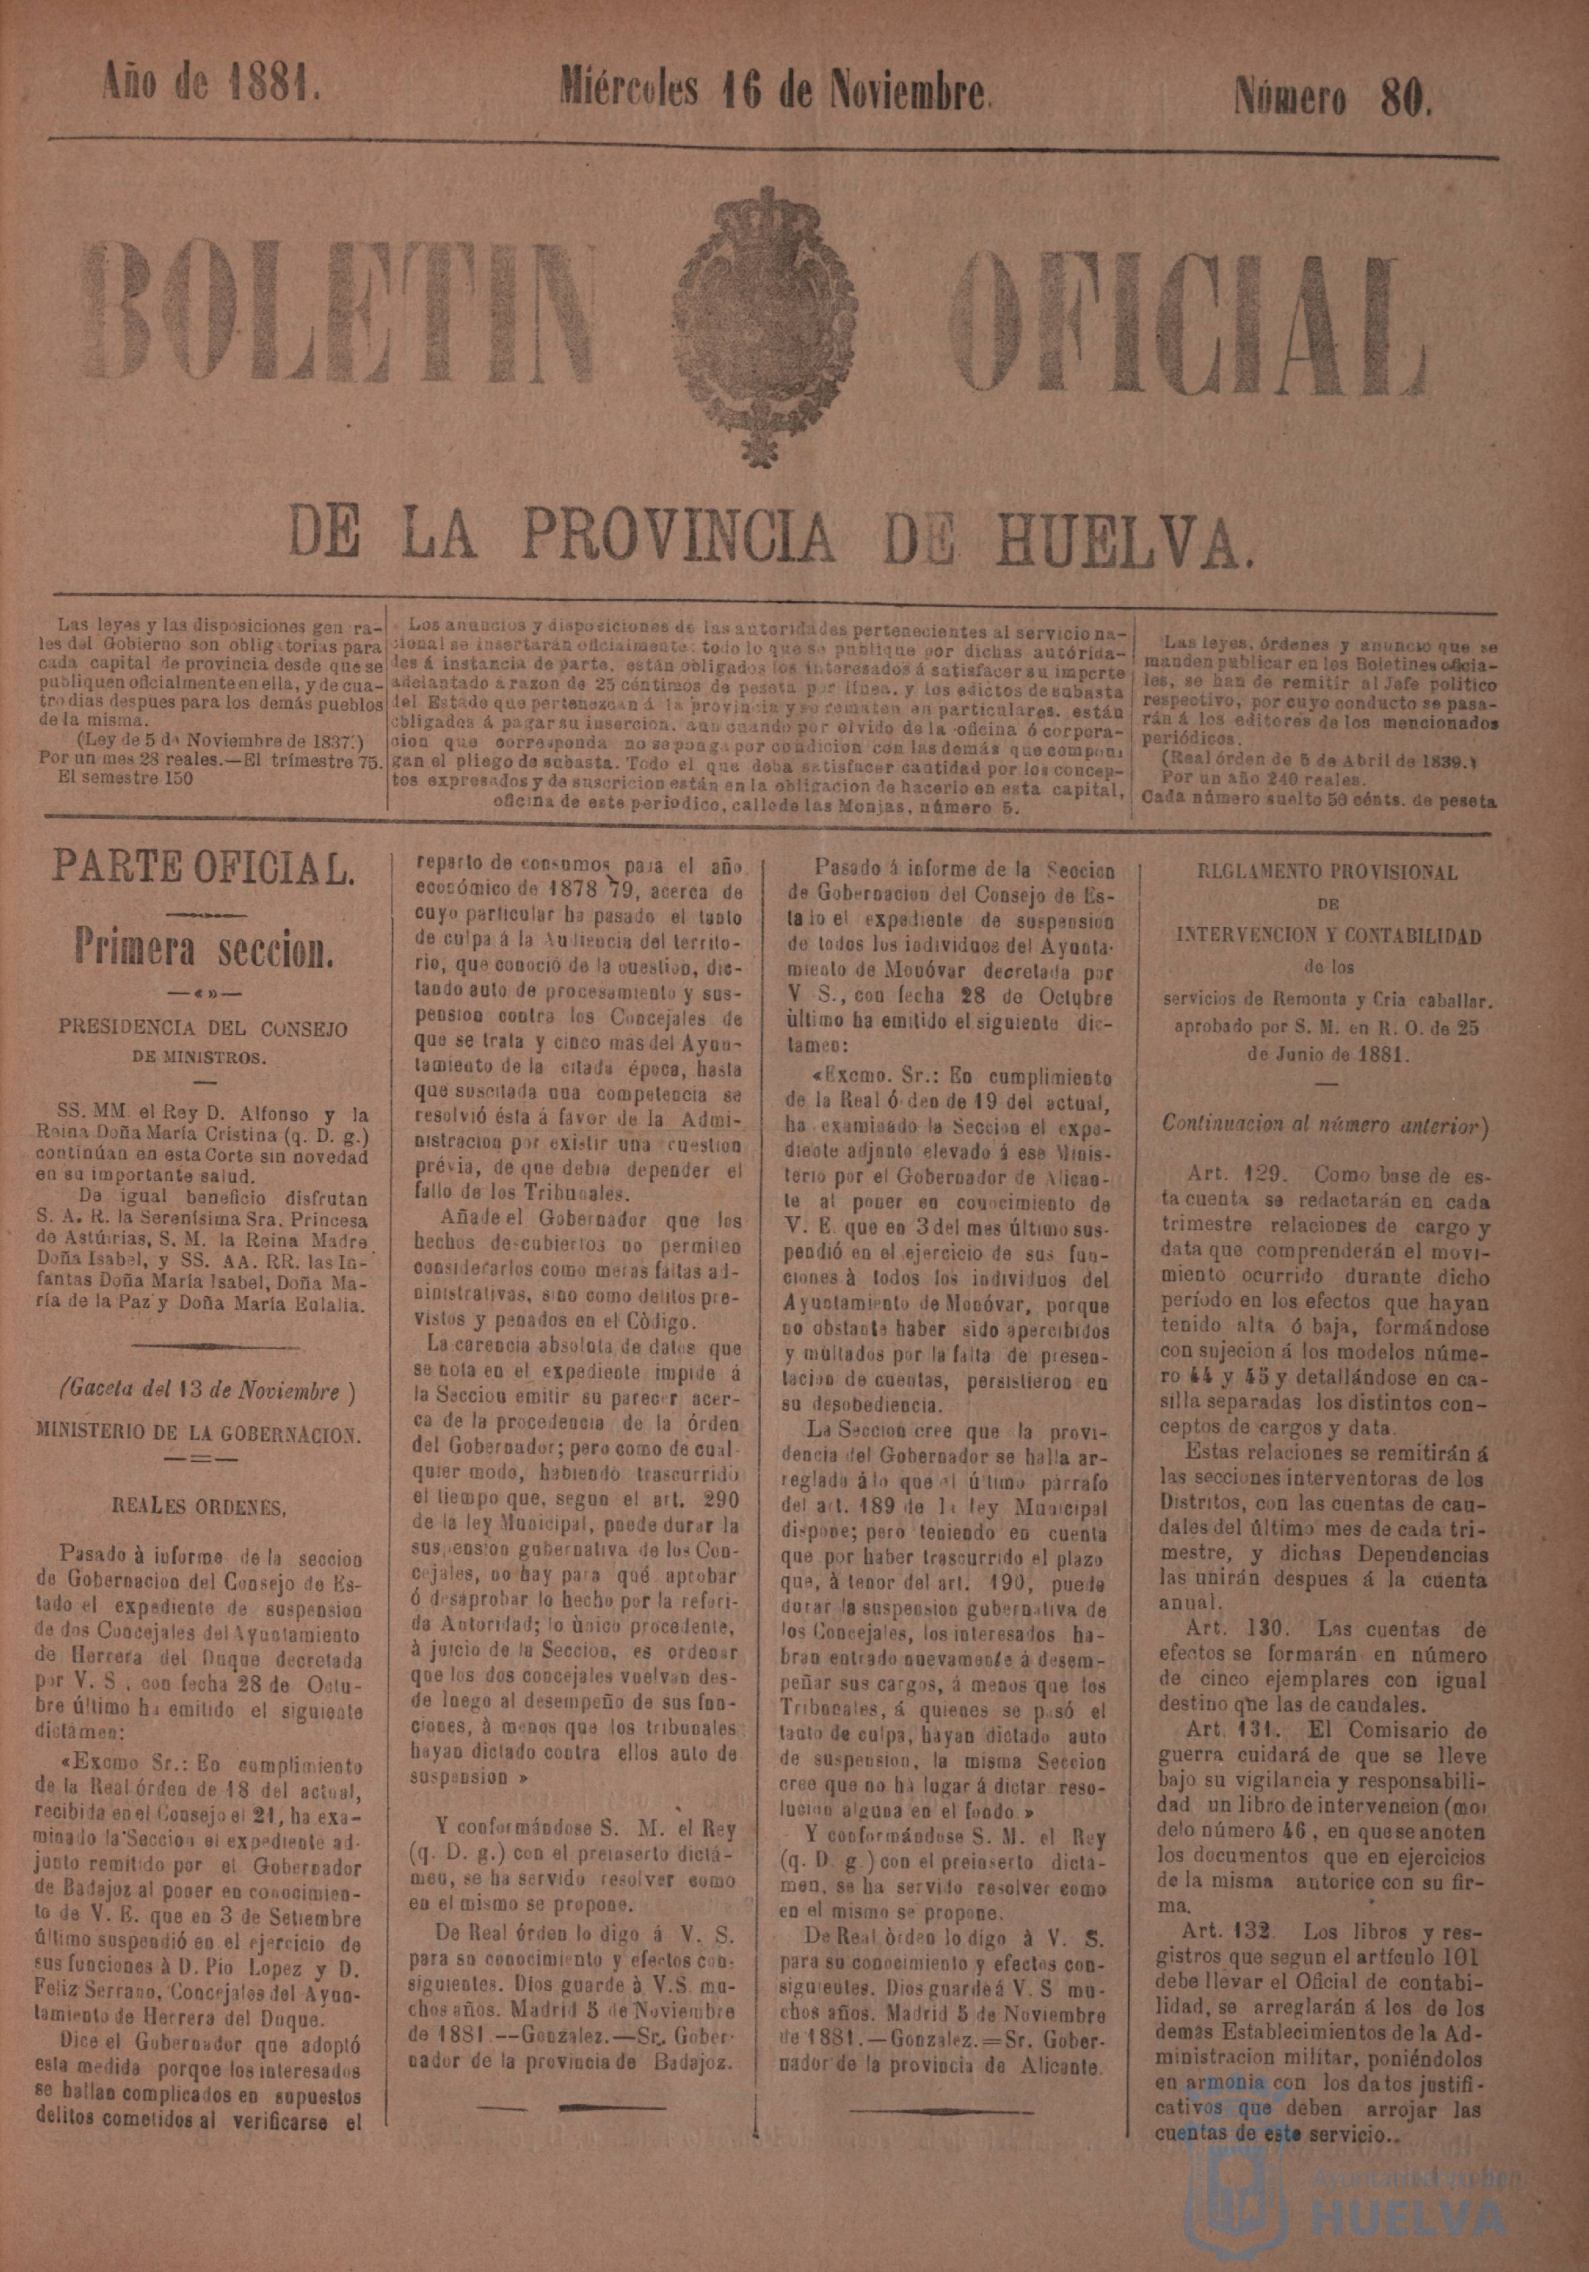 Año de 1881.
Miércoles 16 de Noviembre.
Número 80.
BOLETIN OFICIAL
DE LA PROVINCIA DE HUELVA.
Las leyes y las disposiciones gen ra-
les del Gobierno son obligatorias para
cada capital de provincia desde que se
publiquen oficialmente en ella, y de cua-
tro dias despues para los demás pueblos
de la misma.
(Ley de 5 de Noviembre de 1837.)
Por un mes 28 reales.—El trimestre 75.
El semestre 150
Los anuncios y disposiciones de las autoridades pertenecientes al servicio na-
cional se insertarán oficialmente; todo lo que se publique por dichas autorida-
des á instancia de parte, están obligados los interesados á satisfacer su importe
adelantado á razon de 25 céntimos de peseta por línea, y los edictos de subasta
del Estado que pertenezcan á la provincia y se rematen en particulares, están
obligados á pagar su insercion, aun cuando por olvido de la oficina ó corpora-
cion que corresponda no se ponga por condicion con las demás que compon,
gan el pliego de subasta. Todo el que deba satisfacer cantidad por los concep-
tos expresados y de suscricion están en la obligacion de hacerlo en esta capital,
oficina de este periodico, calle de las Monjas, número 5.
Las leyes, órdenes y anuncio que se
manden publicar en los Boletines oficia-
les, se han de remitir al Jefe politico
respectivo, por cuyo conducto se pasa-
rán á los editores de los mencionados
periódicos.
(Real órden de 5 de Abril de 1839.)
Por un año 240 reales.
Cada número suelto 50 cénts. de peseta
PARTE OFICIAL.
Primera seccion.
—«»—
PRESIDENCIA DEL CONSEJO
DE MINISTROS.
SS. MM. el Rey D. Alfonso y la
Reina Doña María Cristina (q. D. g.)
continúan en esta Corte sin novedad
en su importante salud.
De igual beneficio disfrutan
S. A. R. la Serenísima Sra. Princesa
de Astúrias, S. M. la Reina Madre
Doña Isabel, y SS. AA. RR. las In-
fantas Doña María Isabel, Doña Ma-
ría de la Paz y Doña María Eulalia.
(Gaceta del 13 de Noviembre )
MINISTERIO DE LA GOBERNACION.
REALES ORDENES,
Pasado à informe de la seccion
de Gobernacion del Consejo de Es-
tado el expediente de suspension
de dos Concejales del Ayuntamiento
de Herrera del Duque decretada
por V. S , con fecha 28 de Octu-
bre último ha emitido el siguiente
dictámen:
«Excmo Sr.: En cumplimiento
de la Real órden de 18 del actual,
recibida en el Consejo el 21, ha exa-
minado la Seccion el expediente ad-
junto remitido por el Gobernador
de Badajoz al poner en conocimien-
to de V. E. que en 3 de Setiembre
último suspendió en el ejercicio de
sus funciones à D. Pio Lopez y D.
Feliz Serrano, Concejales del Ayun-
tamiento de Herrera del Duque.
Dice el Gobernador que adoptó
esta medida porque los interesados
se hallan complicados en supuestos
delitos cometidos al verificarse el
reparto de consumos para el año
económico de 1878 79, acerca de
cuyo particular ha pasado el tanto
de culpa á la Audiencia del territo-
rio, que conoció de la cuestion, dic-
tando auto de procesamiento y sus-
pension contra los Concejales de
que se trata y cinco mas del Ayun-
tamiento de la citada época, hasta
que suscitada una competencia se
resolvió ésta á favor de la Admi-
nistracion por existir una cuestion
prévia, de que debia depender el
fallo de los Tribunales.
Añade el Gobernador que los
hechos descubiertos no permiten
considerarlos como meras faltas ad-
ministrativas, sino como delitos pre-
vistos y penados en el Còdigo.
La carencia absoluta de datos que
se nota en el expediente impide á
la Seccion emitir su parecer acer-
ca de la procedencia de la órden
del Gobernador; pero como de cual-
quier modo, habiendo trascurrido
el tiempo que, segun el art. 290
de la ley Municipal, puede durar la
suspension gubernativa de los Con-
cejales, no hay para qué aprobar
ó desaprobar lo hecho por la referi-
da Autoridad; lo ùnico procedente,
à juicio de la Seccion, es ordenar
que los dos concejales vuelvan des-
de luego al desempeño de sus fun-
ciones, à menos que los tribunales
hayan dictado contra ellos auto de
suspension »
Y conformándose S. M. el Rey
(q. D. g.) con el preinserto dictá-
men, se ha servido resolver como
en el mismo se propone.
De Real órden lo digo á V. S.
para su conocimiento y efectos con-
siguientes. Dios guarde à V.S. mu-
chos años. Madrid 5 de Noviembre
de 1881.--Gonzalez.—Sr. Gober-
nador de la provincia de Badajoz.
Pasado á informe de la Seccion
de Gobernacion del Consejo de Es-
tado el expediente de suspension
de todos los individuos del Ayunta-
miento de Monóvar decretada por
V S., con fecha 28 de Octubre
ùltimo ha emitido el siguiente dic-
tamen:
«Excmo. Sr.: En cumplimiento
de la Real ó den de 19 del actual,
ha examinado la Seccion el expe-
diente adjunto elevado á ese Minis-
terio por el Gobernador de Alican-
te al poner en conocimiento de
V. E. que en 3 del mes último sus-
pendió en el ejercicio de sus fun-
ciones à todos los individuos del
Ayuntamiento de Monóvar, porque
no obstante haber sido apercibidos
y multados por la falta de presen-
tacion de cuentas, persistieron en
su desobediencia.
La Seccion cree que la provi-
dencia del Gobernador se halla ar-
reglada á lo que el último párrafo
del art. 189 de la ley Municipal
dispone; pero teniendo en cuenta
que por haber trascurrido el plazo
que, à tenor del art. 190, puede
durar la suspension gubernativa de
los Concejales, los interesados ha-
bran entrado nuevamente á desem-
peñar sus cargos, á menos que los
Tribunales, á quienes se pasó el
tanto de culpa, hayan dictado auto
de suspension, la misma Seccion
cree que no ha lugar á dictar reso-
lucion alguna en el fondo.»
Y conformándose S. M. el Rey
(q. D. g.) con el preinserto dictá-
men, se ha servido resolver como
en el mismo se propone.
De Real òrden lo digo à V. S.
para su conocimiento y efectos con-
siguientes. Dios guarde á V. S mu-
chos años. Madrid 5 de Noviembre
de 1881.—Gonzalez.=Sr. Gober-
nador de la provincia de Alicante.
REGLAMENTO PROVISIONAL
DE
INTERVENCION Y CONTABILIDAD
de los
servicios de Remonta y Cria caballar.
aprobado por S. M. en R. O. de 25
de Junio de 1881.
Continuacion al número anterior)
Art. 129. Como base de es-
ta cuenta se redactarán en cada
trimestre relaciones de cargo y
data que comprenderán el movi-
miento ocurrido durante dicho
período en los efectos que hayan
tenido alta ó baja, formándose
con sujecion á los modelos núme-
ro 44 y 45 y detallándose en ca-
silla separadas los distintos con-
ceptos de cargos y data.
Estas relaciones se remitirán á
las secciones interventoras de los
Distritos, con las cuentas de cau-
dales del último mes de cada tri-
mestre, y dichas Dependencias
las unirán despues á la cuenta
anual.
Art. 130. Las cuentas de
efectos se formarán en número
de cinco ejemplares con igual
destino que las de caudales.
Art. 131. El Comisario de
guerra cuidará de que se lleve
bajo su vigilancia y responsabili-
dad un libro de intervencion (mo
delo número 46 , en que se anoten
los documentos que en ejercicios
de la misma autorice con su fir-
ma.
Art. 132. Los libros y res-
gistros que segun el artículo 101
debe llevar el Oficial de contabi-
lidad, se arreglarán á los de los
demás Establecimientos de la Ad-
ministracion militar, poniéndolos
en armonia con los datos justifi-
cativos que deben arrojar las
cuentas de este servicio..
HUELVA